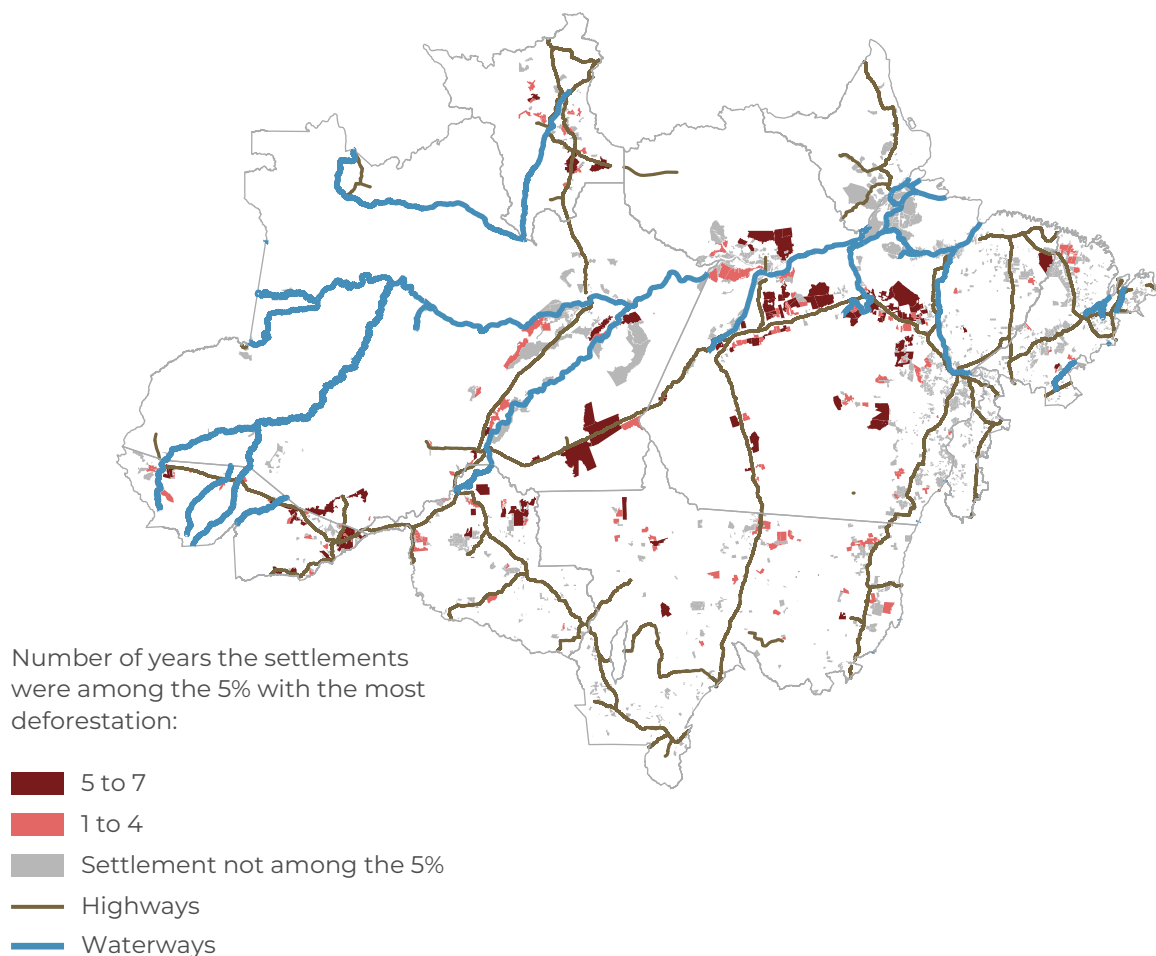 Number of years the settlements
were among the 5% with the most
deforestation:
5 to 7
1 to 4
Settlement not among the 5%
Highways
Waterways